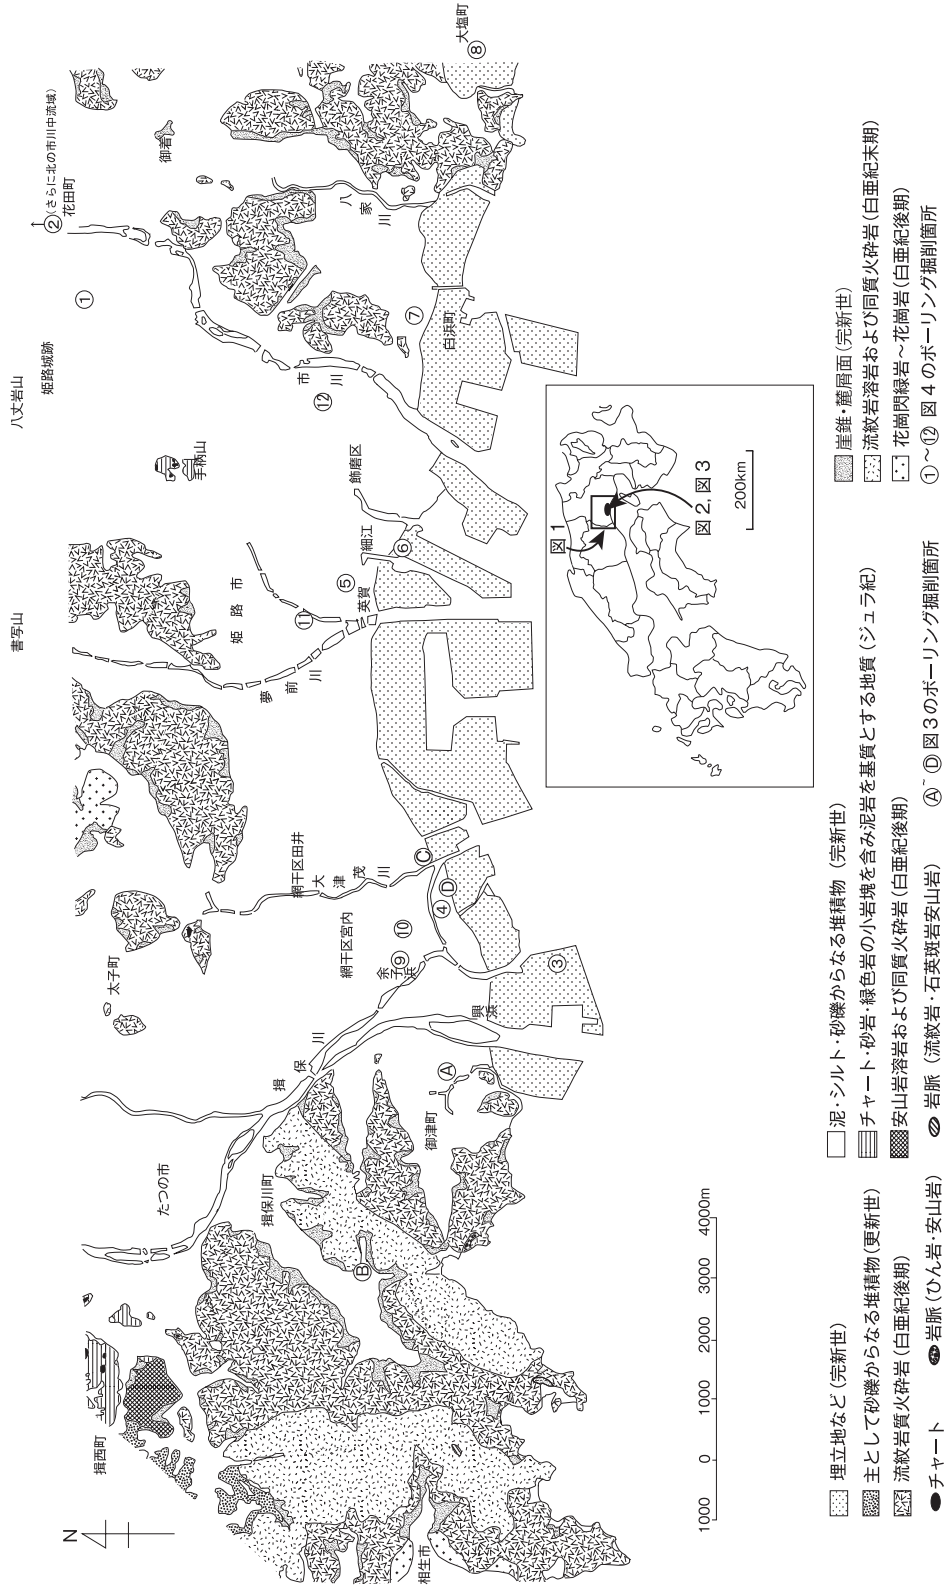 N
揖西町
相生市
たつの市
揖保川町
御津町
揖保川
太子町
余子浜
興浜
網干区宮内
網干区田井
大津茂川
書写山
姫路市
夢前川
英賀
細江
飾磨区
八丈岩山
姫路城跡
手柄山
市川
白浜町
八家川
御着
②(さらに北の市川中流域)
花田町
大塩町
①
③
④
⑤
⑥
⑦
⑧
⑨
⑩
⑪
⑫
Ⓐ
Ⓑ
Ⓒ
Ⓓ
1000 0 1000 2000 3000 4000m
図1
図2, 図3
200km
埋立地など (完新世)
主として砂礫からなる堆積物 (更新世)
流紋岩質火砕岩 (白亜紀後期)
チャート
岩脈 (ひん岩・安山岩)
泥・シルト・砂礫からなる堆積物 (完新世)
チャート・砂岩・緑色岩の小岩塊を含み泥岩を基質とする地質 (ジュラ紀)
安山岩溶岩および同質火砕岩 (白亜紀後期)
岩脈 (流紋岩・石英斑岩安山岩)
Ⓐ~Ⓓ 図3のボーリング掘削箇所
崖錐・麓屑面 (完新世)
流紋岩溶岩および同質火砕岩 (白亜紀末期)
花崗閃緑岩〜花崗岩 (白亜紀後期)
①〜⑫ 図4のボーリング掘削箇所